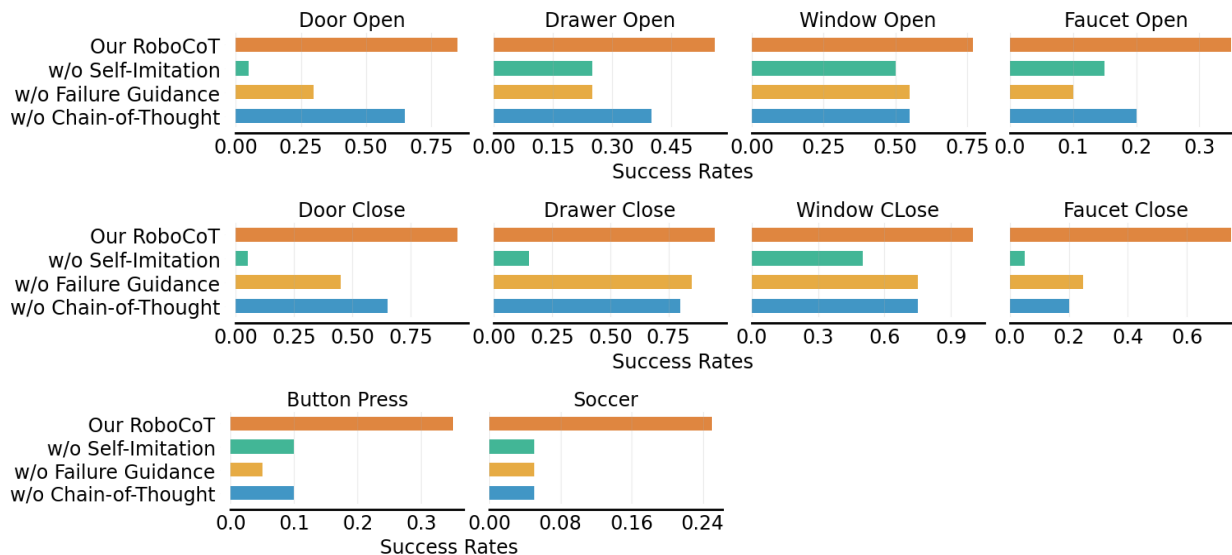 Door Open Drawer Open Window Open Faucet Open
Our RoboCoT
w/o Self-Imitation
w/o Failure Guidance
w/o Chain-of-Thought
0.00 0.25 0.50 0.75 0.00 0.15 0.30 0.45 0.00 0.25 0.50 0.75 0.0 0.1 0.2 0.3
Success Rates
Door Close Drawer Close Window CLose Faucet Close
Our RoboCoT
w/o Self-Imitation
w/o Failure Guidance
w/o Chain-of-Thought
0.00 0.25 0.50 0.75 0.00 0.25 0.50 0.75 0.0 0.3 0.6 0.9 0.0 0.2 0.4 0.6
Success Rates
Button Press Soccer
Our RoboCoT
w/o Self-Imitation
w/o Failure Guidance
w/o Chain-of-Thought
0.0 0.1 0.2 0.3 0.00 0.08 0.16 0.24
Success Rates